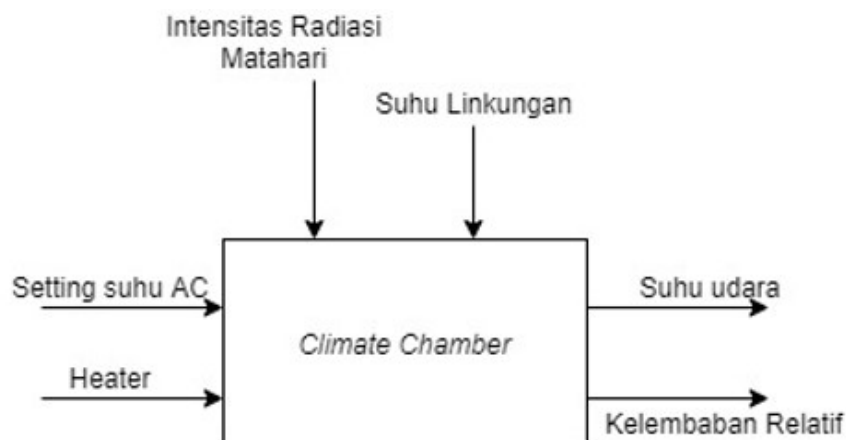 Intensitas Radiasi
Matahari
Suhu Linkungan
Setting suhu AC
Suhu udara
Climate Chamber
Heater
Kelembaban Relatif